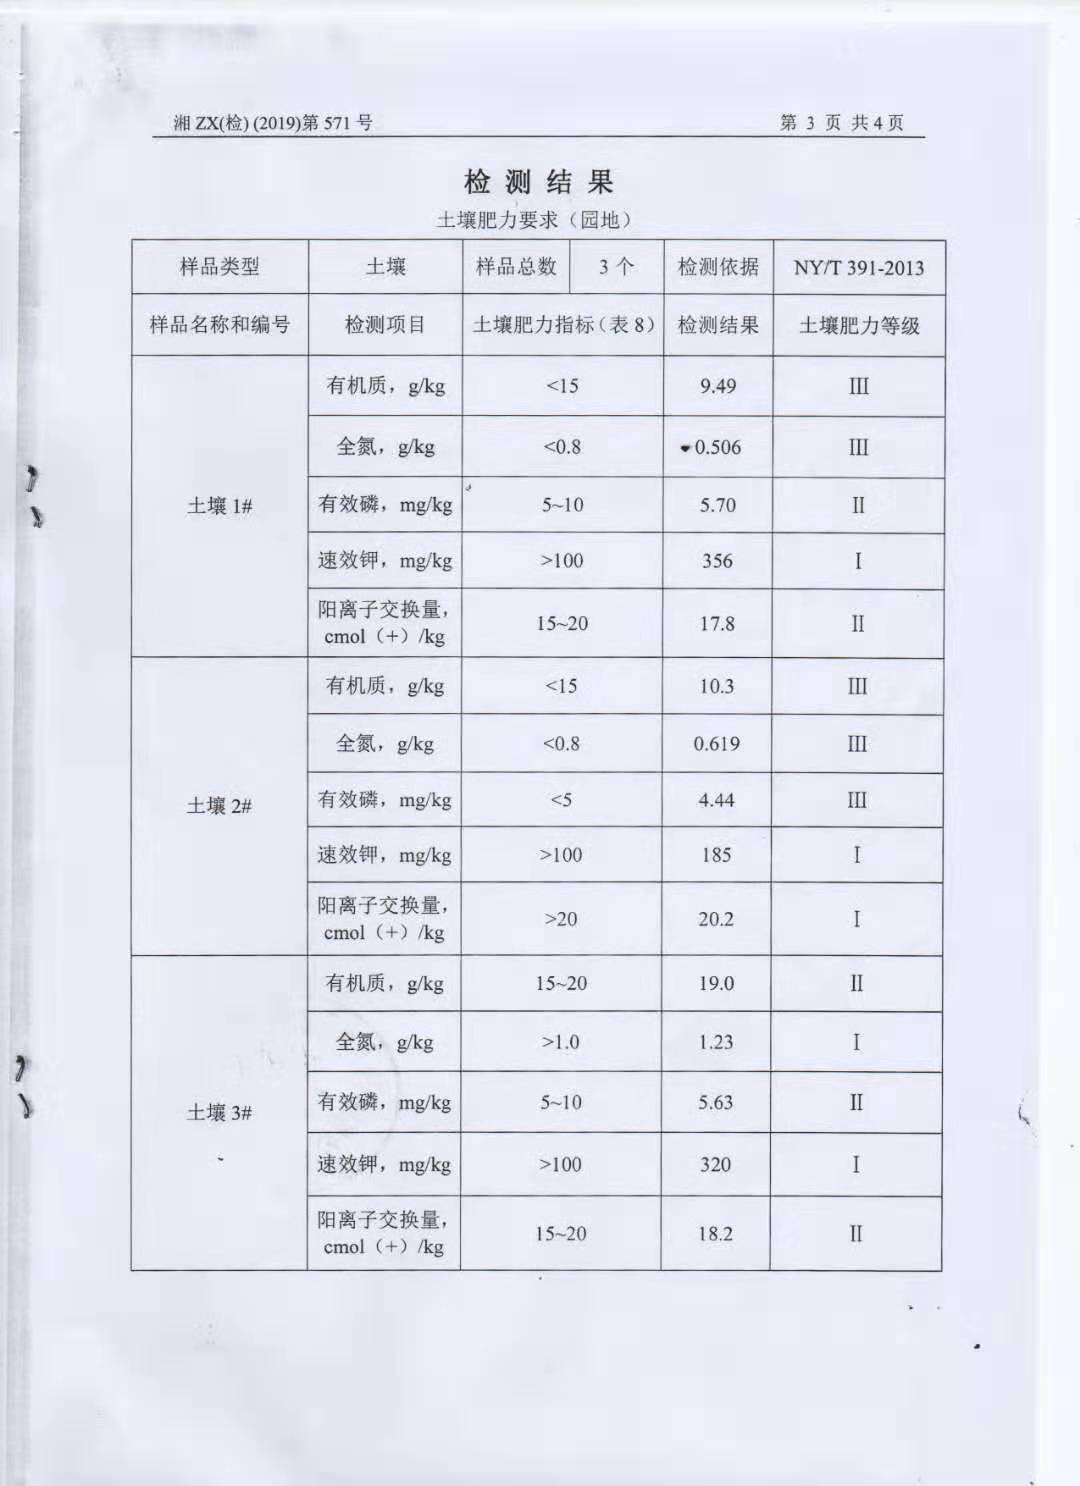 湘 ZX(检) (2019)第 571 号 第 3 页 共 4 页
检 测 结 果
土壤肥力要求（园地）
样品类型 土壤 样品总数 3 个 检测依据 NY/T 391-2013
样品名称和编号 检测项目 土壤肥力指标（表 8） 检测结果 土壤肥力等级
土壤 1#
有机质，g/kg <15 9.49 III
全氮，g/kg <0.8 0.506 III
有效磷，mg/kg 5~10 5.70 II
速效钾，mg/kg >100 356 I
阳离子交换量，
cmol（+）/kg 15~20 17.8 II
土壤 2#
有机质，g/kg <15 10.3 III
全氮，g/kg <0.8 0.619 III
有效磷，mg/kg <5 4.44 III
速效钾，mg/kg >100 185 I
阳离子交换量，
cmol（+）/kg >20 20.2 I
土壤 3#
有机质，g/kg 15~20 19.0 II
全氮，g/kg >1.0 1.23 I
有效磷，mg/kg 5~10 5.63 II
速效钾，mg/kg >100 320 I
阳离子交换量，
cmol（+）/kg 15~20 18.2 II